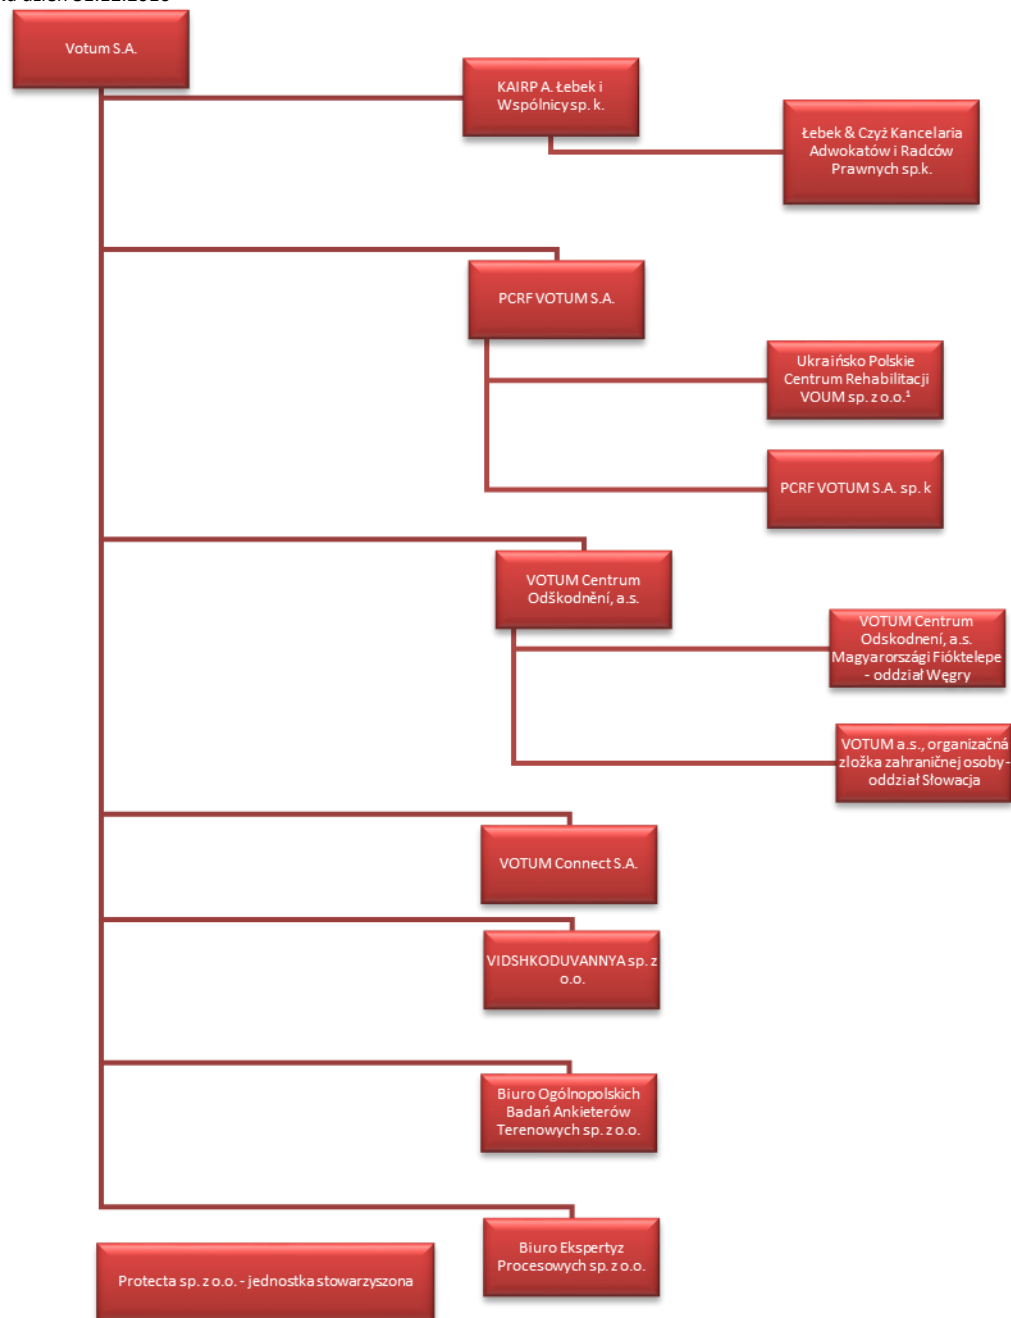 Votum S.A.
KAIRP A. Łebek i
Wspólnicy sp. k.
Łebek & Czyż Kancelaria
Adwokatów i Radców
Prawnych sp.k.
PCRF VOTUM S.A.
Ukraińsko Polskie
Centrum Rehabilitacji
VOUM sp. z o.o.¹
PCRF VOTUM S.A. sp. k
VOTUM Centrum
Odškodnění, a.s.
VOTUM Centrum
Odskodnení, a.s.
Magyarországi Fióktelepe
- oddział Węgry
VOTUM a.s., organizačná
zložka zahraničnej osoby -
oddział Słowacja
VOTUM Connect S.A.
VIDSHKODUVANNYA sp. z
o.o.
Biuro Ogólnopolskich
Badań Ankieterów
Terenowych sp. z o.o.
Biuro Ekspertyz
Procesowych sp. z o.o.
Protecta sp. z o.o. - jednostka stowarzyszona